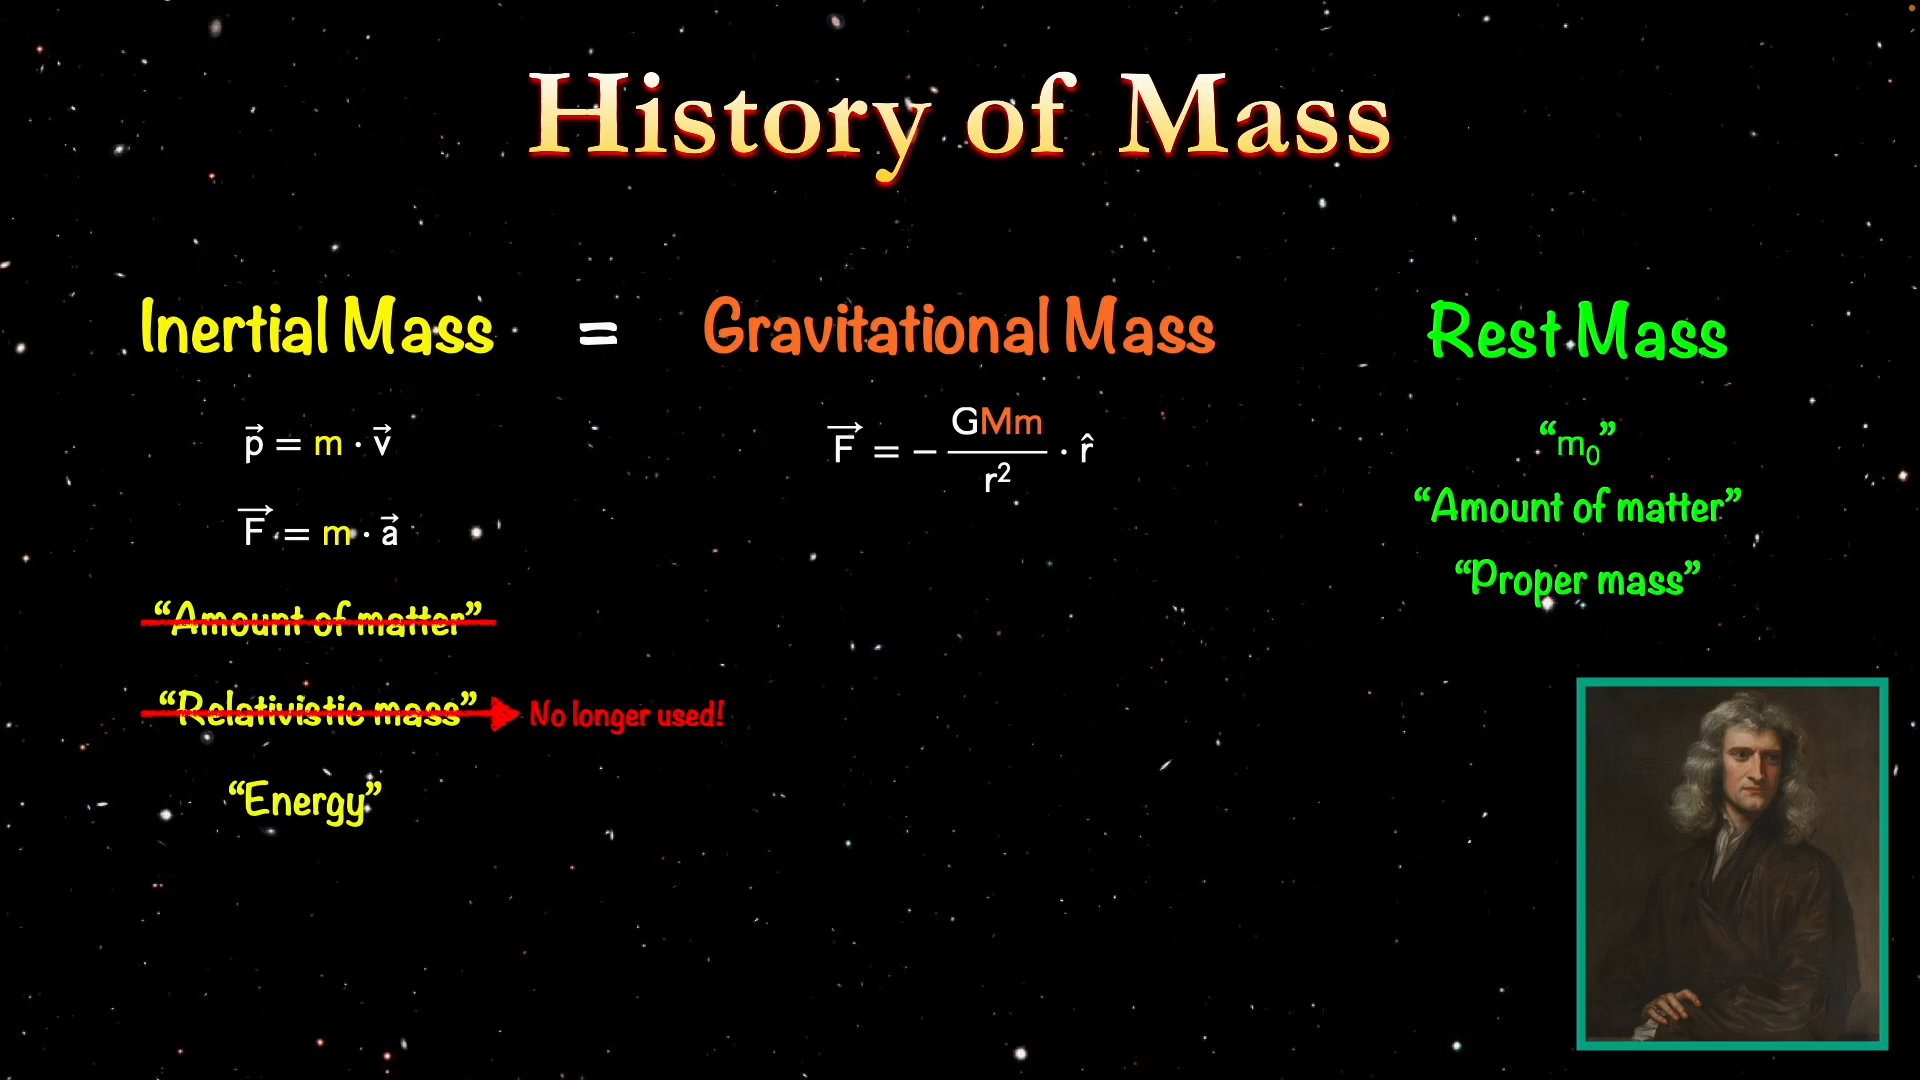 History of Mass
Inertial Mass = Gravitational Mass
Rest Mass
p⃗ = m · v⃗
F⃗ = m · a⃗
“Amount of matter”
“Relativistic mass”
No longer used!
“Energy”
F⃗ = − GMm / r² · r̂
“m₀”
“Amount of matter”
“Proper mass”